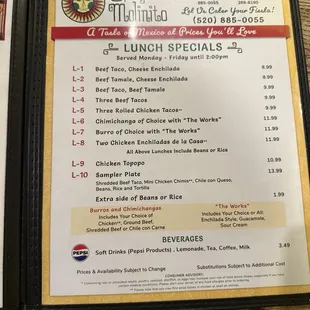 Molinito
885-0055
Let Us Cater Your Fiesta!
(520) 885-0055
A Taste of Mexico at Prices You'll Love
LUNCH SPECIALS
Served Monday - Friday until 2:00pm
L-1 Beef Taco, Cheese Enchilada 8.99
L-2 Beef Tamale, Cheese Enchilada 9.99
L-3 Beef Taco, Beef Tamale 9.99
L-4 Three Beef Tacos 9.99
L-5 Three Rolled Chicken Tacos 9.99
L-6 Chimichanga of Choice with "The Works" 11.99
L-7 Burro of Choice with "The Works" 11.99
L-8 Two Chicken Enchiladas de la Casa 11.99
All Above Lunches Include Beans or Rice
L-9 Chicken Topopo 10.99
L-10 Sampler Plate 13.99
Shredded Beef Taco, Mini Chicken Chimis, Chile con Queso,
Beans, Rice and Tortilla
Extra side of Beans or Rice 1.99
Burros and Chimichangas
Includes Your Choice of
Chicken, Ground Beef,
Shredded Beef or Chile con Carne
"The Works"
Includes Your Choice or All:
Enchilada Style, Guacamole,
Sour Cream
BEVERAGES
pepsi
Soft Drinks (Pepsi Products), Lemonade, Tea, Coffee, Milk 3.49
Prices & Availability Subject to Change
Substitutions Subject to Additional Cost
CONSUMER ADVISORY: